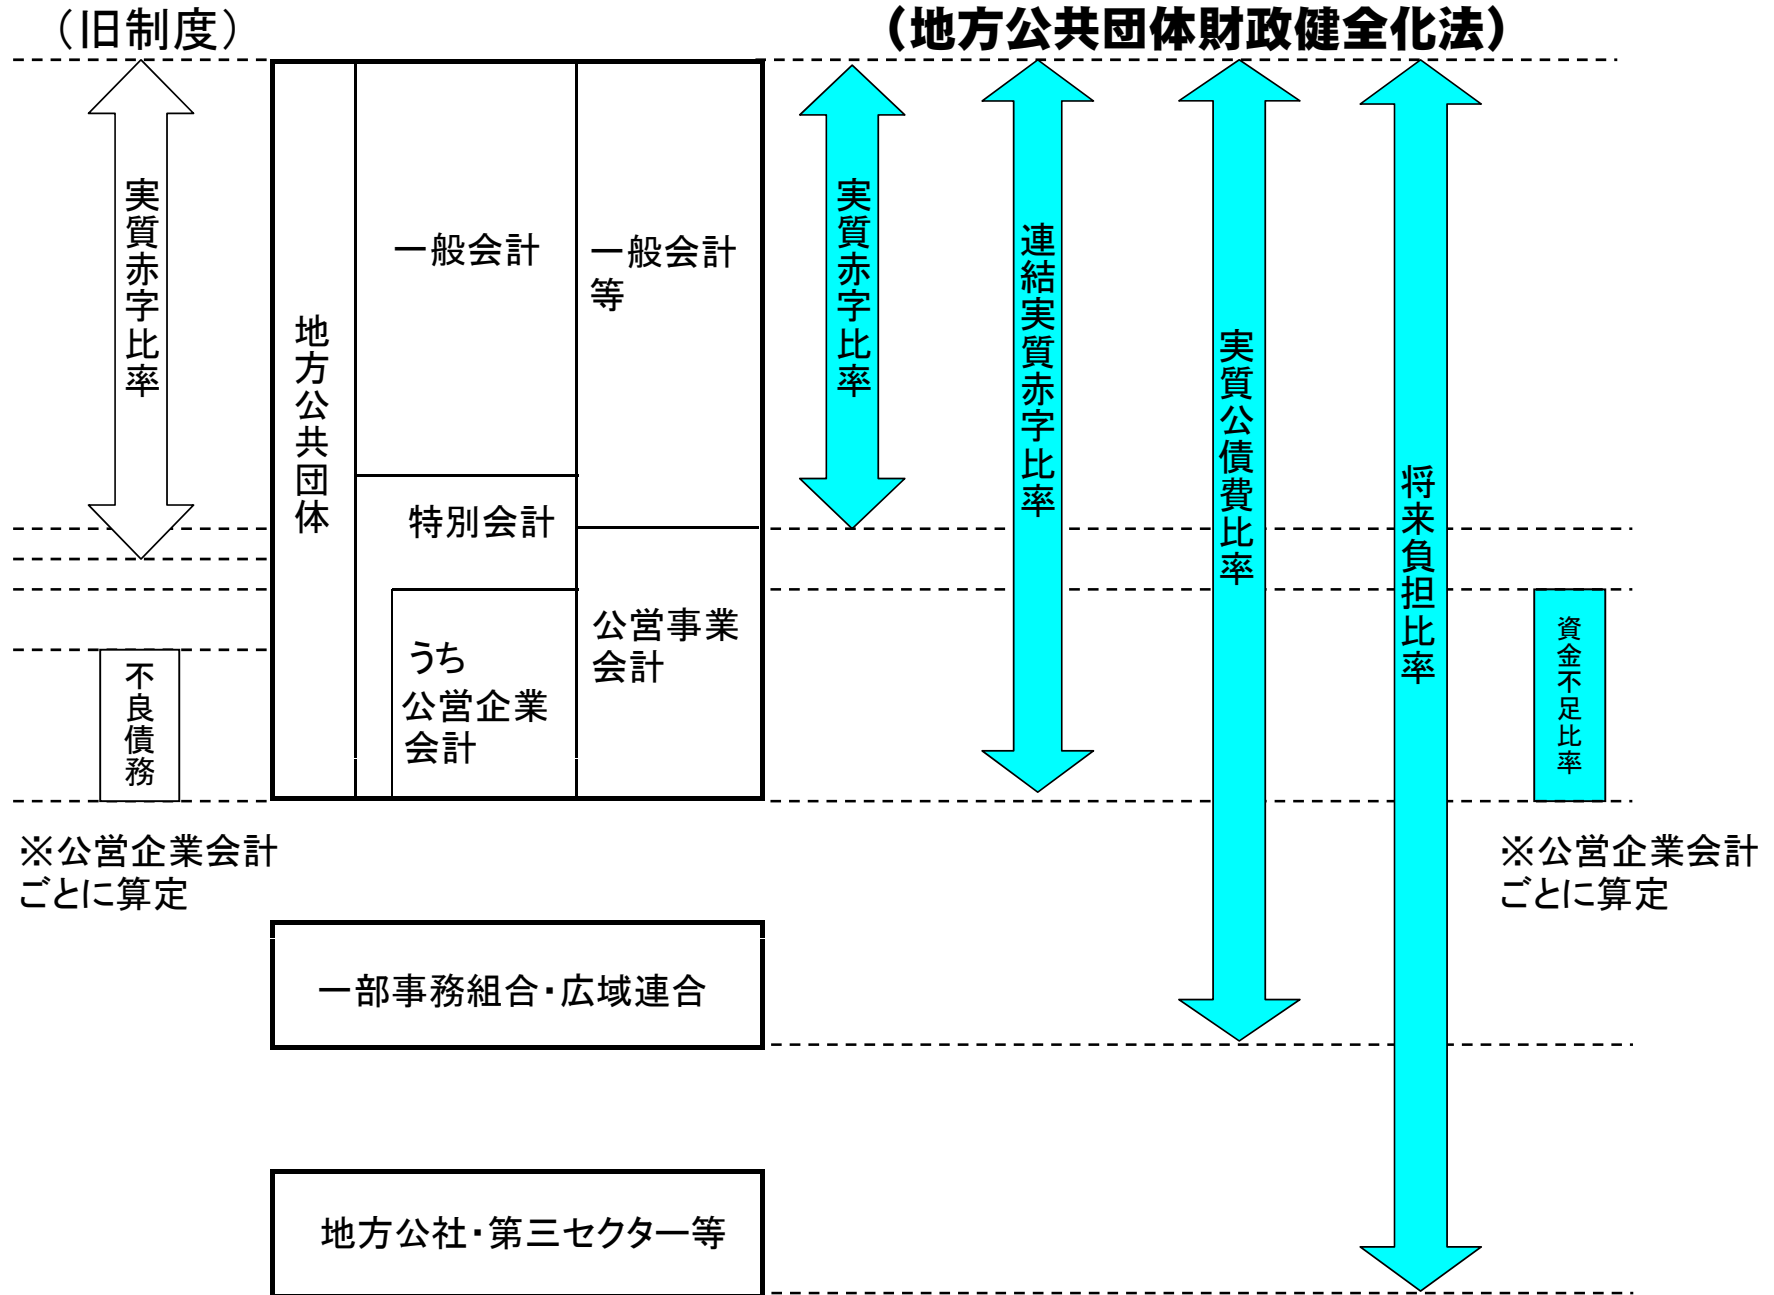 （旧制度）
（地方公共団体財政健全化法）
実質赤字比率
不良債務
※公営企業会計
ごとに算定
地方公共団体
一般会計
特別会計
うち
公営企業
会計
一般会計
等
公営事業
会計
実質赤字比率
連結実質赤字比率
実質公債費比率
将来負担比率
資金不足比率
※公営企業会計
ごとに算定
一部事務組合・広域連合
地方公社・第三セクター等